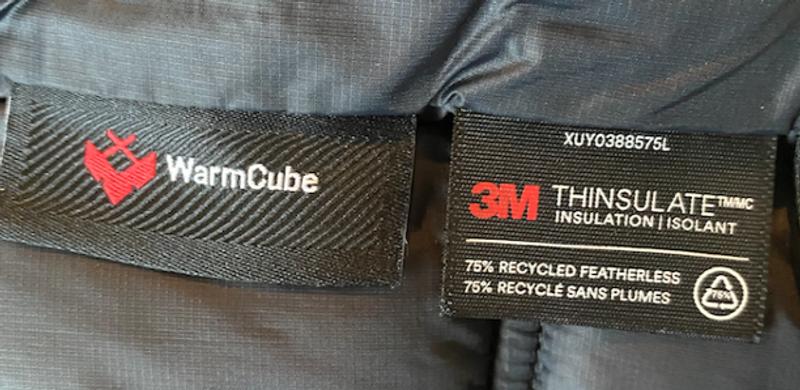 WarmCube
XUY0388575L
3M THINSULATE™/MC
INSULATION | ISOLANT
75% RECYCLED FEATHERLESS
75% RECYCLÉ SANS PLUMES
75%